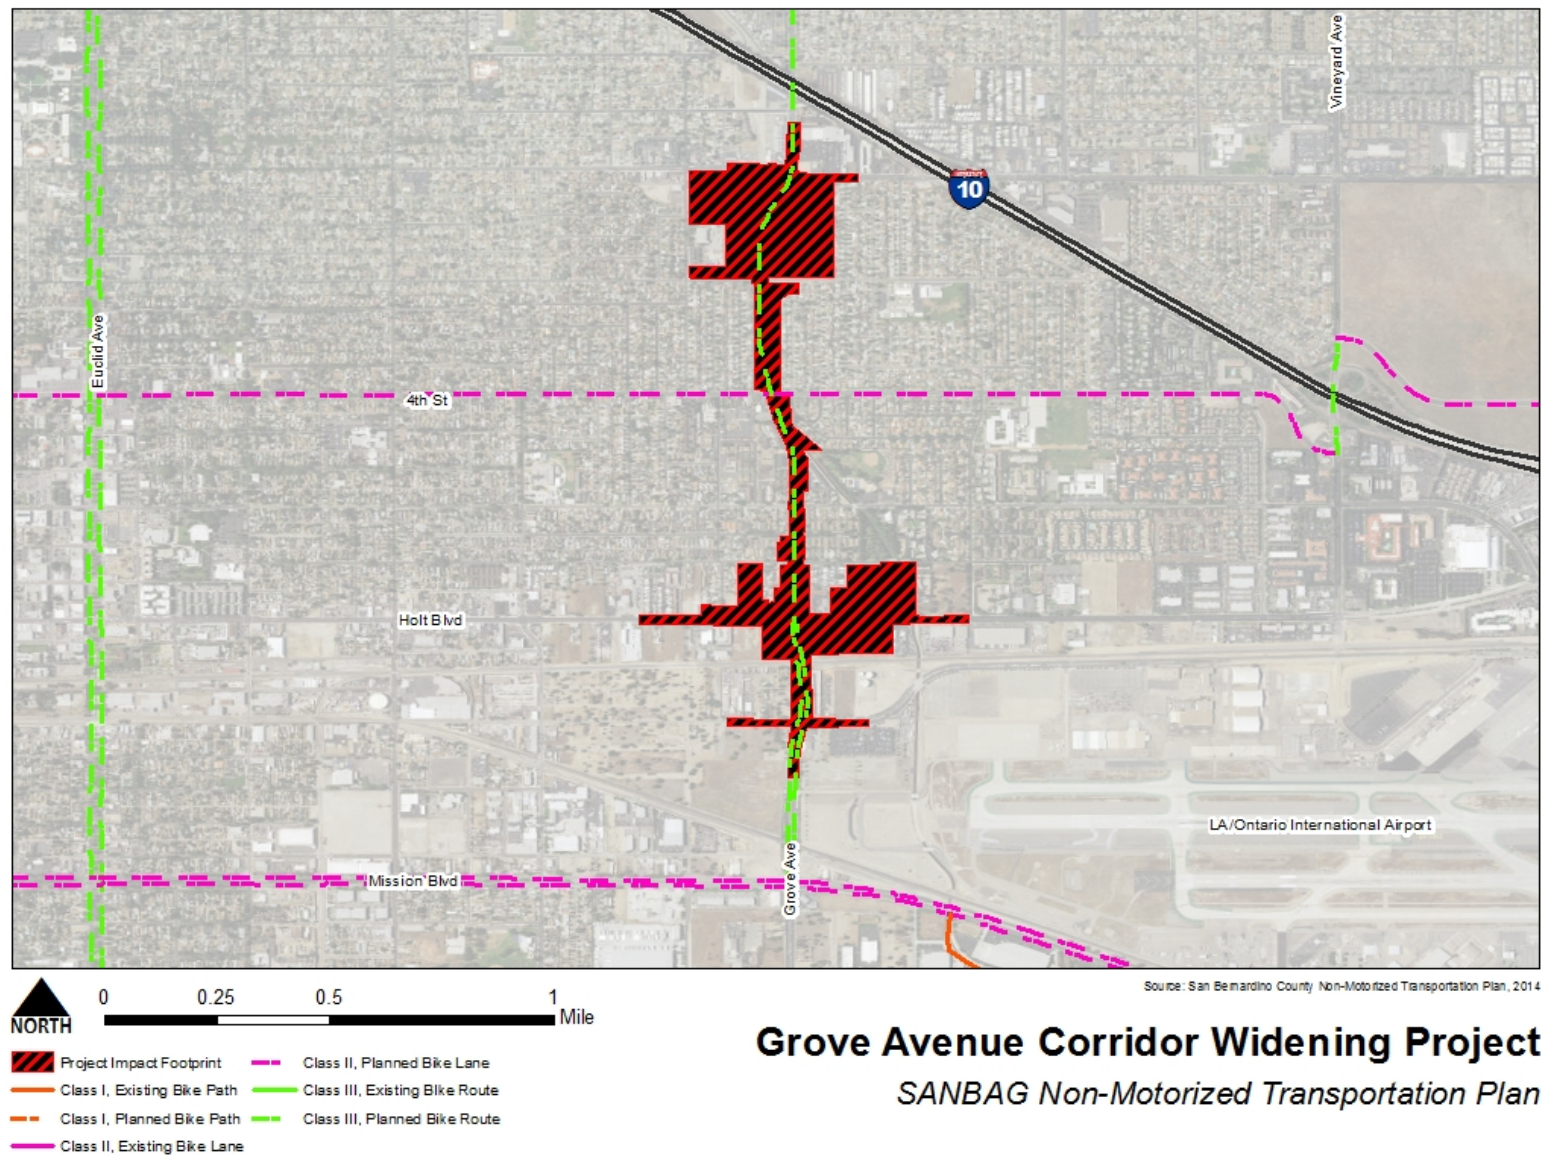 Vineyard Ave
10
Euclid Ave
4th St
Holt Blvd
LA/Ontario International Airport
Mission Blvd
Grove Ave
Source: San Bernardino County Non-Motorized Transportation Plan, 2014
NORTH
0 0.25 0.5 1
Mile
Grove Avenue Corridor Widening Project
SANBAG Non-Motorized Transportation Plan
Project Impact Footprint
Class I, Existing Bike Path
Class I, Planned Bike Path
Class II, Existing Bike Lane
Class II, Planned Bike Lane
Class III, Existing BIke Route
Class III, Planned Bike Route